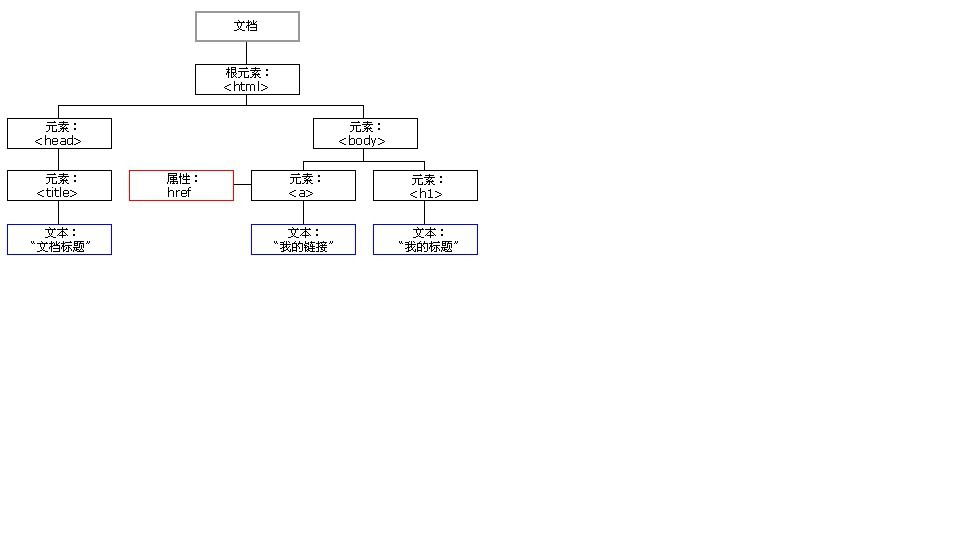 文档
根元素：
<html>
元素：
<head>
元素：
<body>
元素：
<title>
属性：
href
元素：
<a>
元素：
<h1>
文本：
“文档标题”
文本：
“我的链接”
文本：
“我的标题”